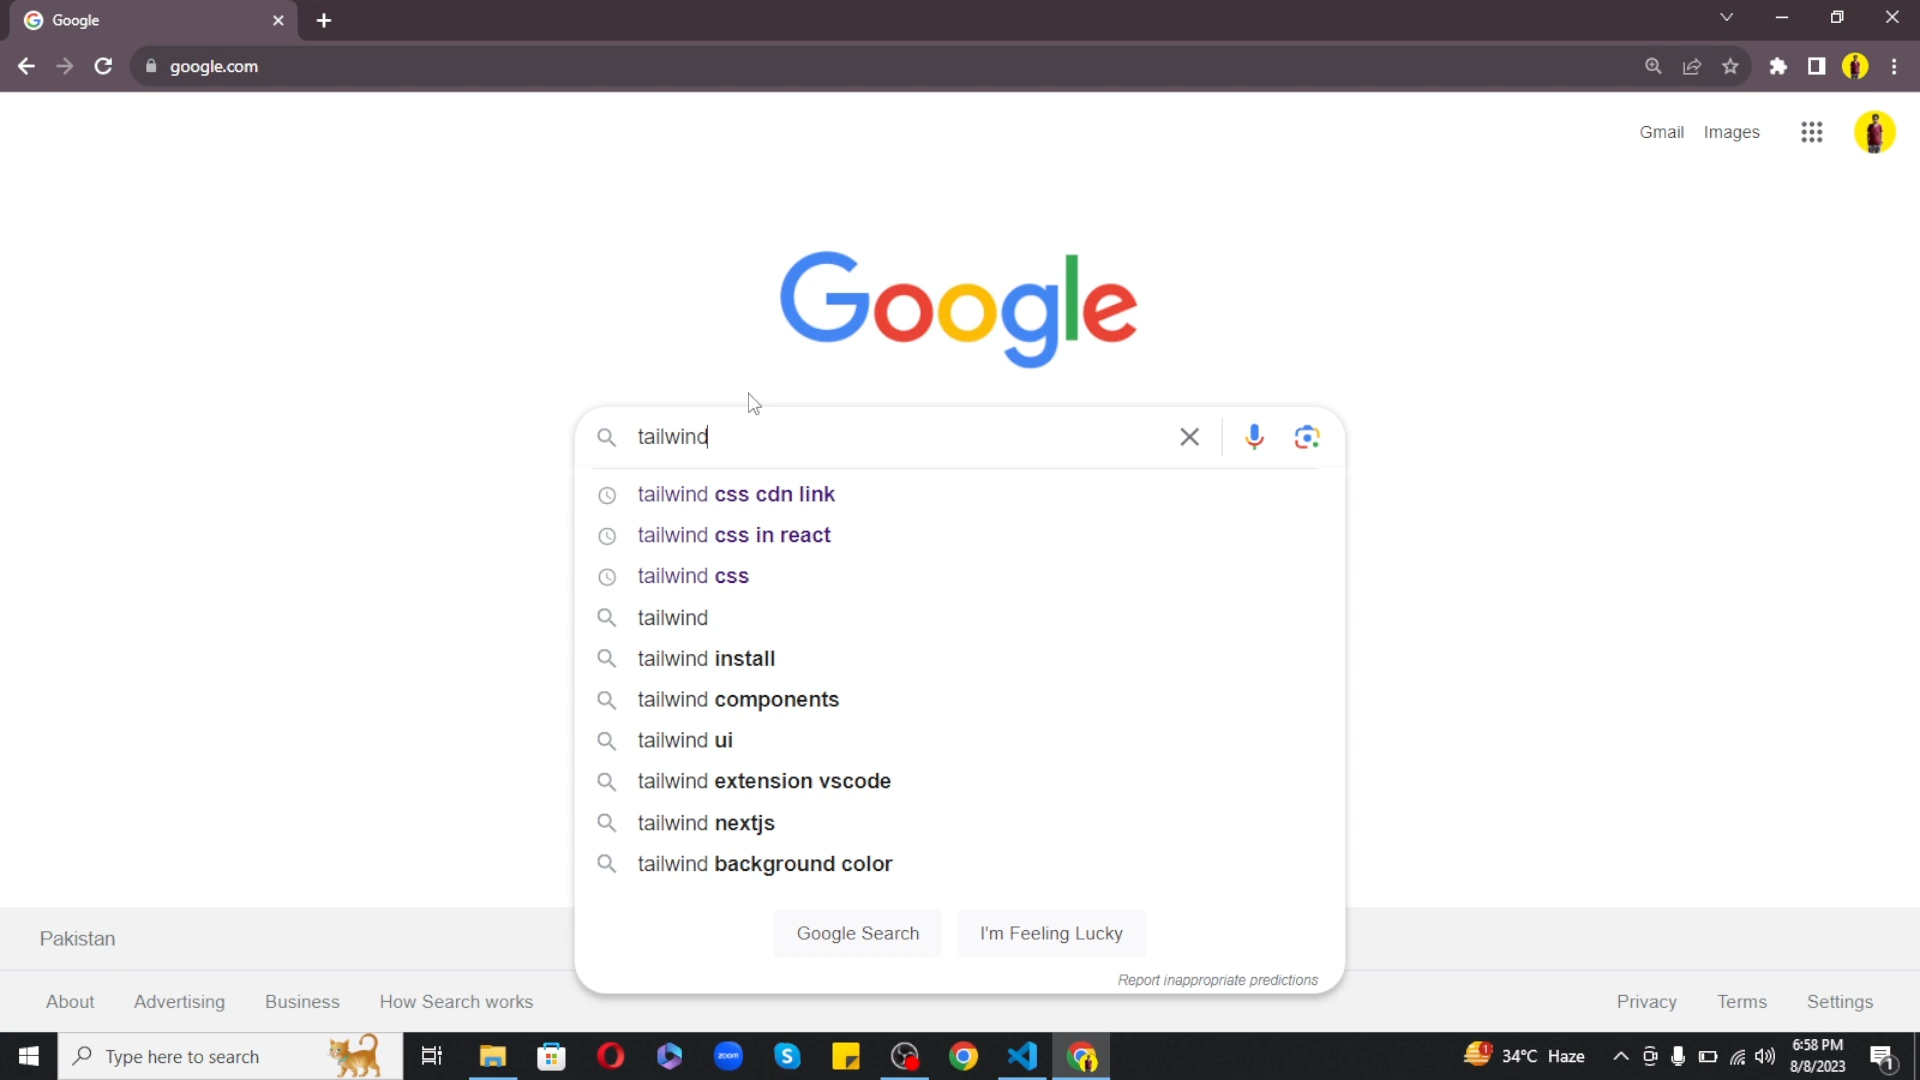 Google
google.com
Gmail Images
Google
tailwind
tailwind css cdn link
tailwind css in react
tailwind css
tailwind
tailwind install
tailwind components
tailwind ui
tailwind extension vscode
tailwind nextjs
tailwind background color
Google Search I'm Feeling Lucky
Report inappropriate predictions
Pakistan
About Advertising Business How Search works Privacy Terms Settings
Type here to search zoom S 1 34°C Haze 6:58 PM
8/8/2023 1